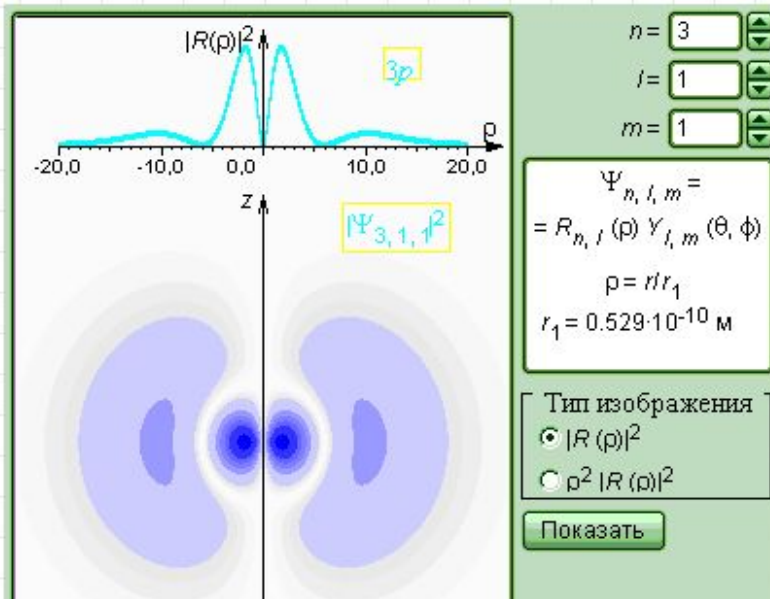 |R(ρ)|²
3p
ρ
-20,0 -10,0 0,0 10,0 20,0
z
|Ψ3, 1, 1|²
n = 3
l = 1
m = 1
Ψn, l, m =
= Rn, l (ρ) Yl, m (θ, ϕ)
ρ = r/r1
r1 = 0.529·10⁻¹⁰ м
Тип изображения
|R (ρ)|²
ρ² |R (ρ)|²
Показать